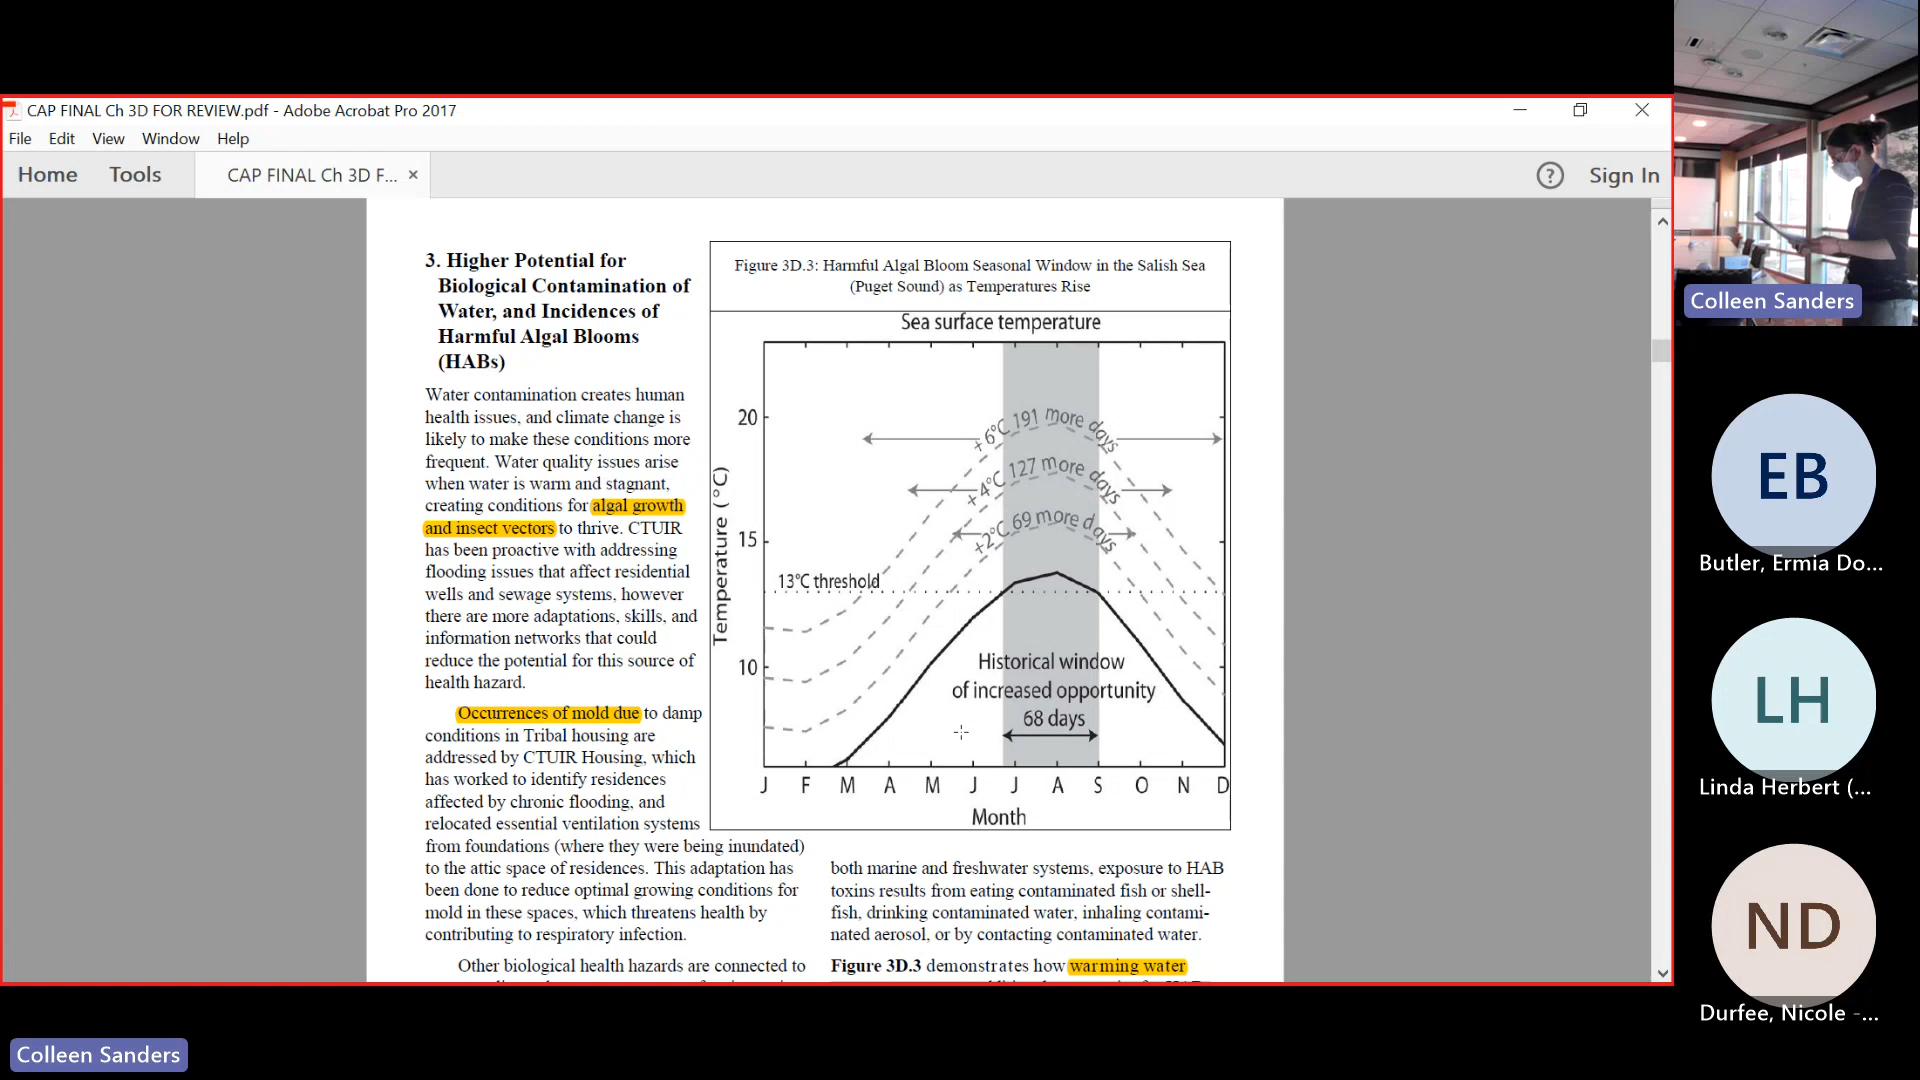 CAP FINAL Ch 3D FOR REVIEW.pdf - Adobe Acrobat Pro 2017
File Edit View Window Help
Home Tools CAP FINAL Ch 3D F... × ? Sign In
3. Higher Potential for
Biological Contamination of
Water, and Incidences of
Harmful Algal Blooms
(HABs)
Water contamination creates human
health issues, and climate change is
likely to make these conditions more
frequent. Water quality issues arise
when water is warm and stagnant,
creating conditions for algal growth
and insect vectors to thrive. CTUIR
has been proactive with addressing
flooding issues that affect residential
wells and sewage systems, however
there are more adaptations, skills, and
information networks that could
reduce the potential for this source of
health hazard.
Occurrences of mold due to damp
conditions in Tribal housing are
addressed by CTUIR Housing, which
has worked to identify residences
affected by chronic flooding, and
relocated essential ventilation systems
from foundations (where they were being inundated)
to the attic space of residences. This adaptation has
been done to reduce optimal growing conditions for
mold in these spaces, which threatens health by
contributing to respiratory infection.
Other biological health hazards are connected to
Figure 3D.3: Harmful Algal Bloom Seasonal Window in the Salish Sea
(Puget Sound) as Temperatures Rise
Sea surface temperature
Temperature (°C)
20
15
10
+6°C 191 more days
+4°C 127 more days
+2°C 69 more days
13°C threshold
Historical window
of increased opportunity
68 days
J F M A M J J A S O N D
Month
both marine and freshwater systems, exposure to HAB
toxins results from eating contaminated fish or shell-
fish, drinking contaminated water, inhaling contami-
nated aerosol, or by contacting contaminated water.
Figure 3D.3 demonstrates how warming water
Colleen Sanders
EB
Butler, Ermia Do...
LH
Linda Herbert (...
ND
Durfee, Nicole -...
Colleen Sanders